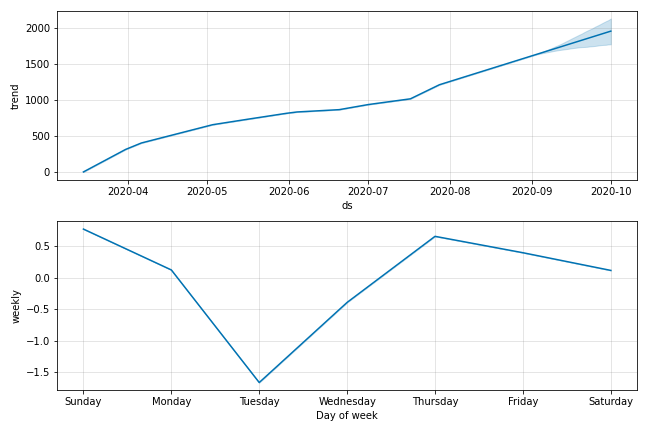 2000
1500
1000
500
0
trend
2020-04 2020-05 2020-06 2020-07 2020-08 2020-09 2020-10
ds
0.5
0.0
−0.5
−1.0
−1.5
weekly
Sunday Monday Tuesday Wednesday Thursday Friday Saturday
Day of week